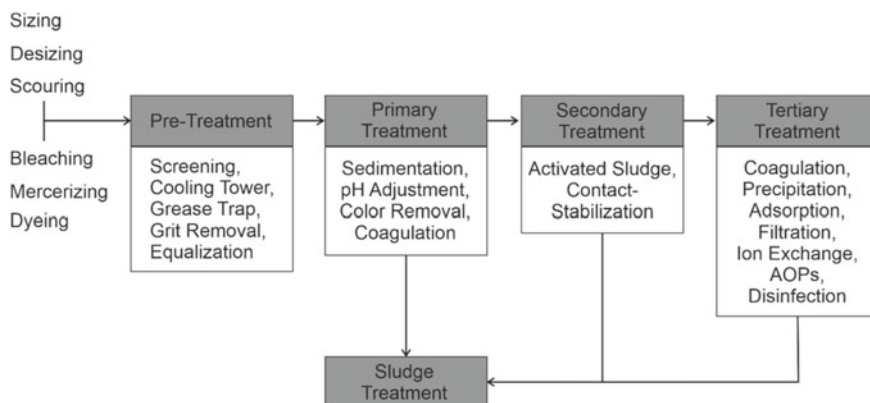 Sizing
Desizing
Scouring
Bleaching
Mercerizing
Dyeing
Pre-Treatment
Screening,
Cooling Tower,
Grease Trap,
Grit Removal,
Equalization
Primary
Treatment
Sedimentation,
pH Adjustment,
Color Removal,
Coagulation
Secondary
Treatment
Activated Sludge,
Contact-
Stabilization
Tertiary
Treatment
Coagulation,
Precipitation,
Adsorption,
Filtration,
Ion Exchange,
AOPs,
Disinfection
Sludge
Treatment